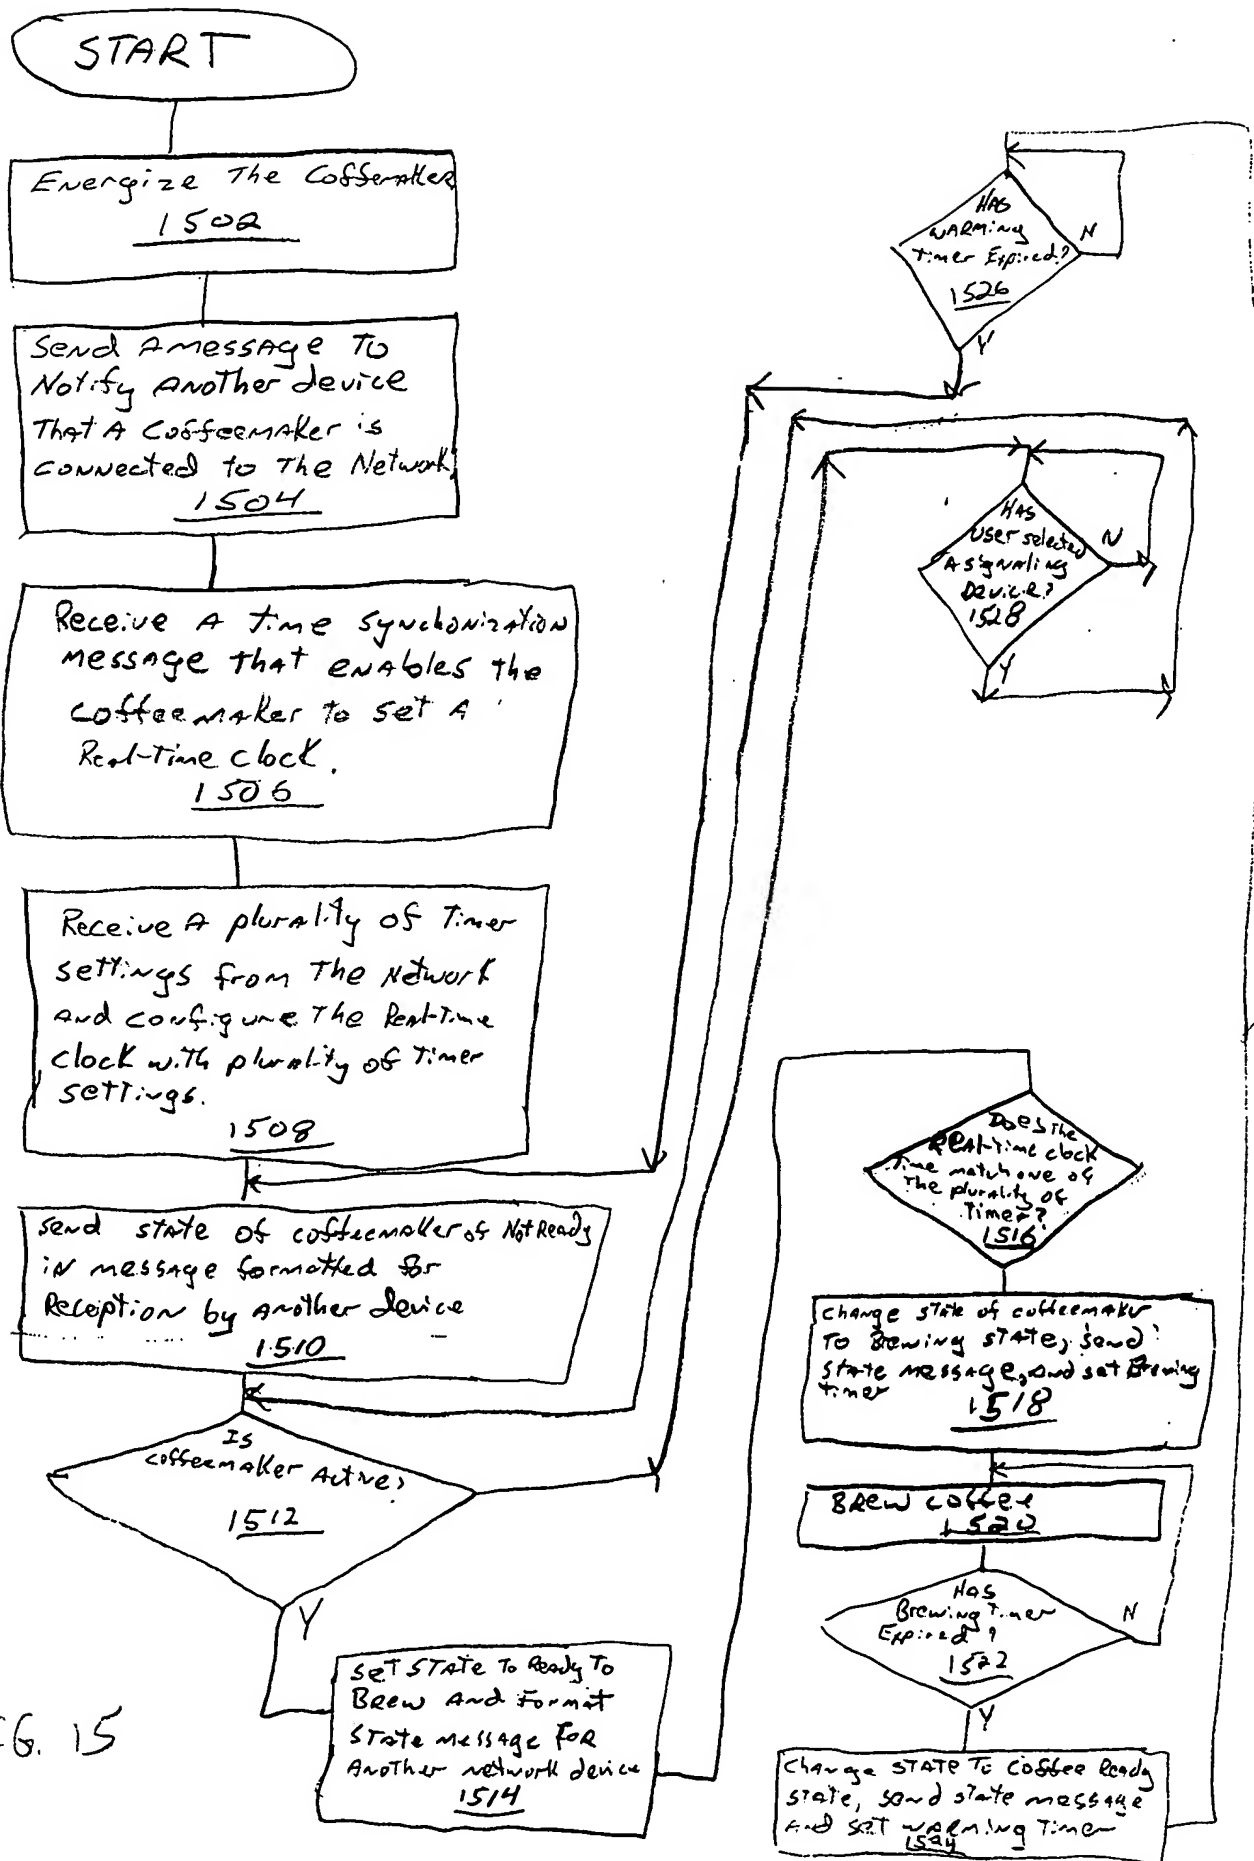 START
Energize The Coffemaker
1502
Send A message To
Notify Another device
That A Coffeemaker is
connected to The Network
1504
Receive A time synchonization
message that enables the
coffeemaker to set A
Real-Time clock.
1506
Receive A plurality of Timer
settings from The Network
and configure The Real-Time
clock with plurality of Timer
settings.
1508
Send state of coffeemaker of Not Ready
in message formatted for
Reception by another device
1510
Is
coffeemaker Active?
1512
Y
Set State To Ready To
Brew And Format
State message for
Another network device
1514
Has
warming
timer Expired?
1526
N
Y
Has
User selected
A signaling
Device?
1528
N
Y
Does the
Real-time clock
Time match one of
The plurality of
Timer?
1516
Change state of coffeemaker
To Brewing state, send
state message, and set Brewing
timer
1518
Brew coffee
1520
Has
Brewing Timer
Expired?
1522
N
Y
Change state To Coffee Ready
state, send state message
And set warming Timer
1524
G. 15